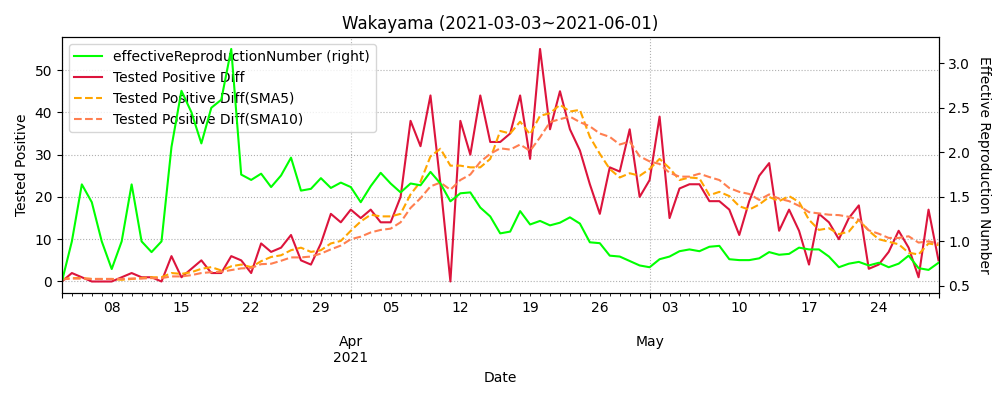 Wakayama (2021-03-03~2021-06-01)
effectiveReproductionNumber (right)
Tested Positive Diff
Tested Positive Diff(SMA5)
Tested Positive Diff(SMA10)
Tested Positive
50
40
30
20
10
0
3.0
2.5
2.0
1.5
1.0
0.5
Effective Reproduction Number
08 15 22 29 05 12 19 26 03 10 17 24
Apr May
2021
Date